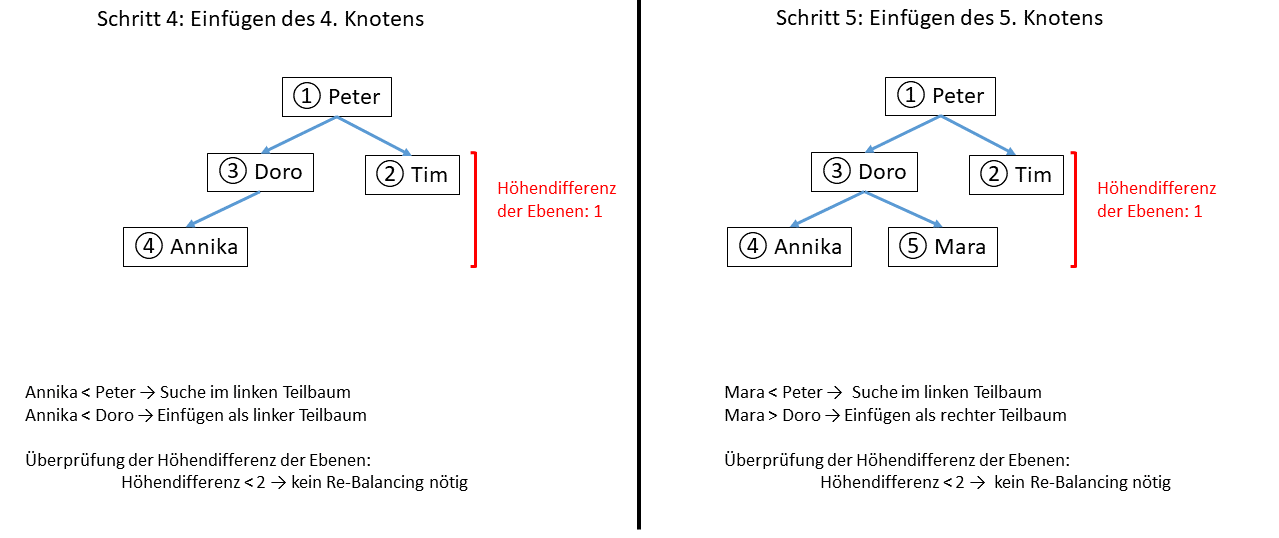 Schritt 4: Einfügen des 4. Knotens
① Peter
③ Doro
② Tim
Höhendifferenz
der Ebenen: 1
④ Annika
Annika < Peter → Suche im linken Teilbaum
Annika < Doro → Einfügen als linker Teilbaum
Überprüfung der Höhendifferenz der Ebenen:
Höhendifferenz < 2 → kein Re-Balancing nötig
Schritt 5: Einfügen des 5. Knotens
① Peter
③ Doro
② Tim
Höhendifferenz
der Ebenen: 1
④ Annika
⑤ Mara
Mara < Peter → Suche im linken Teilbaum
Mara > Doro → Einfügen als rechter Teilbaum
Überprüfung der Höhendifferenz der Ebenen:
Höhendifferenz < 2 → kein Re-Balancing nötig